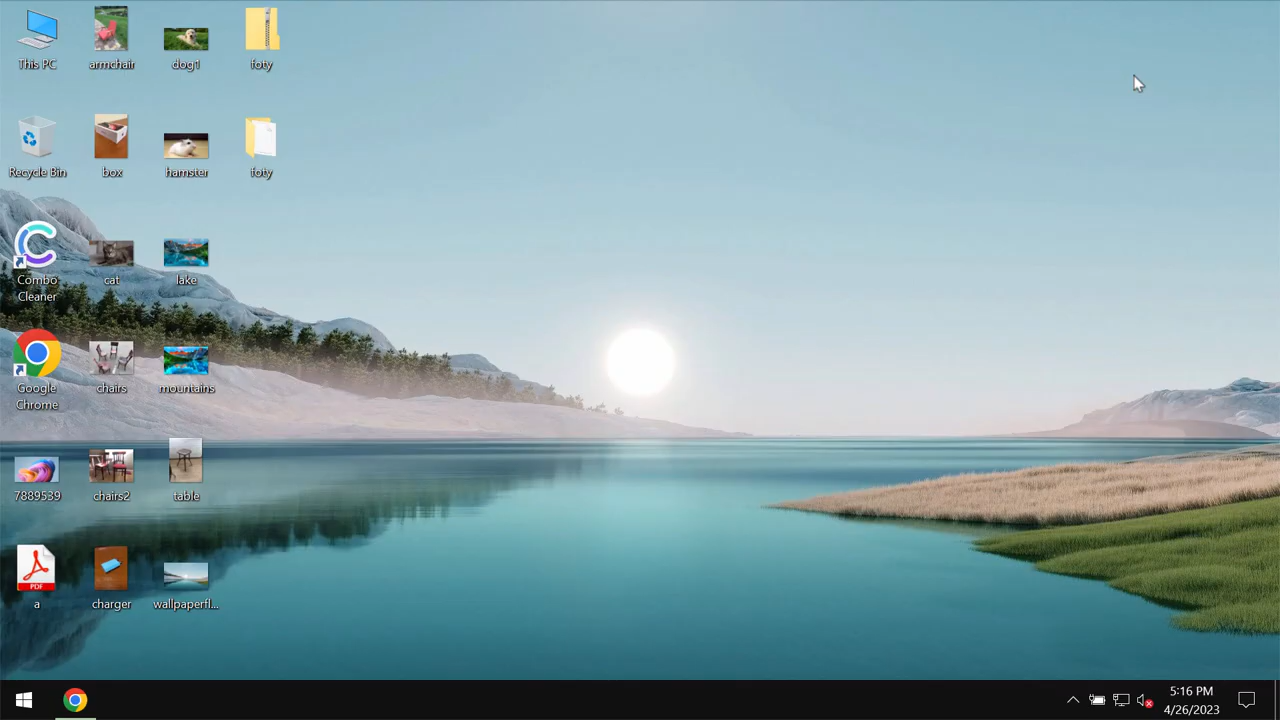 This PC
armchair
dog1
foty
Recycle Bin
box
hamster
foty
Combo
Cleaner
cat
lake
Google
Chrome
chairs
mountains
7889539
chairs2
table
PDF
a
charger
wallpaperfl...
5:16 PM
4/26/2023